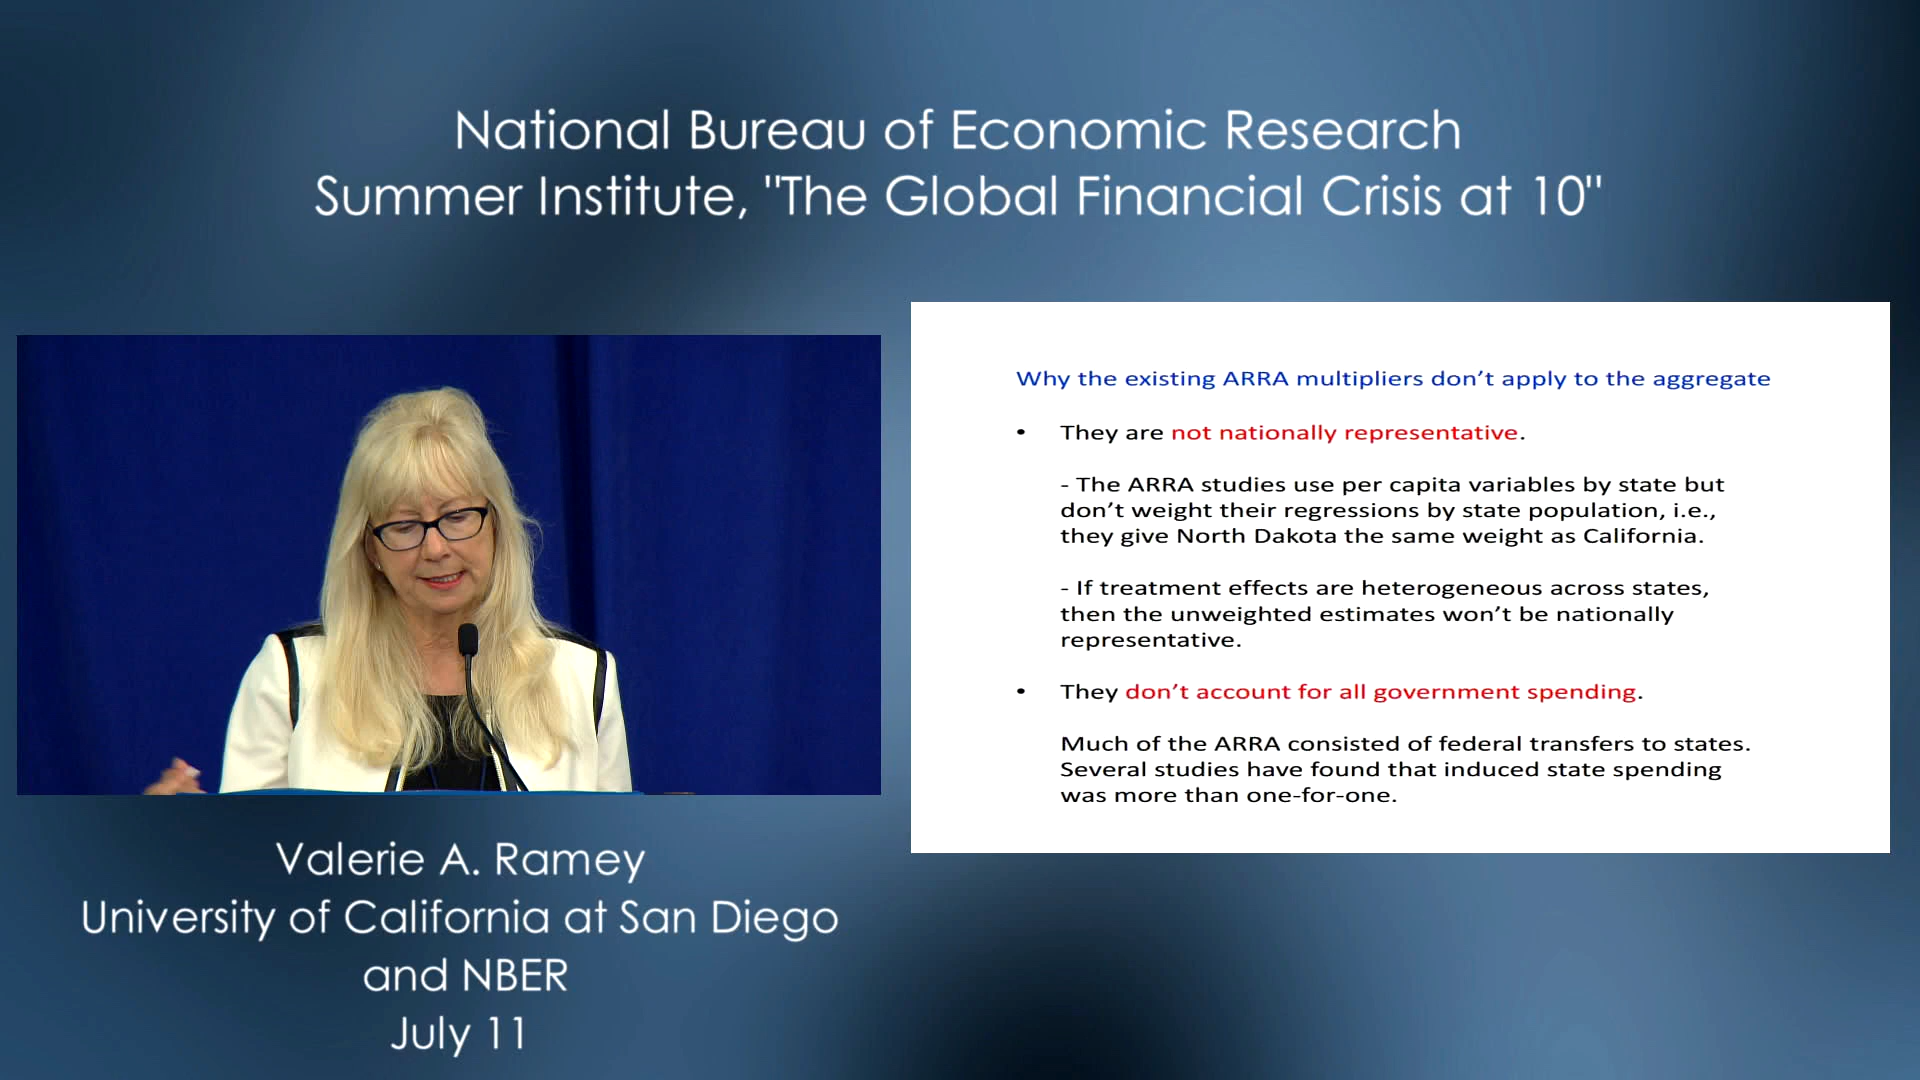 National Bureau of Economic Research
Summer Institute, "The Global Financial Crisis at 10"
Why the existing ARRA multipliers don’t apply to the aggregate
• They are not nationally representative.
- The ARRA studies use per capita variables by state but
don’t weight their regressions by state population, i.e.,
they give North Dakota the same weight as California.
- If treatment effects are heterogeneous across states,
then the unweighted estimates won’t be nationally
representative.
• They don’t account for all government spending.
Much of the ARRA consisted of federal transfers to states.
Several studies have found that induced state spending
was more than one-for-one.
Valerie A. Ramey
University of California at San Diego
and NBER
July 11